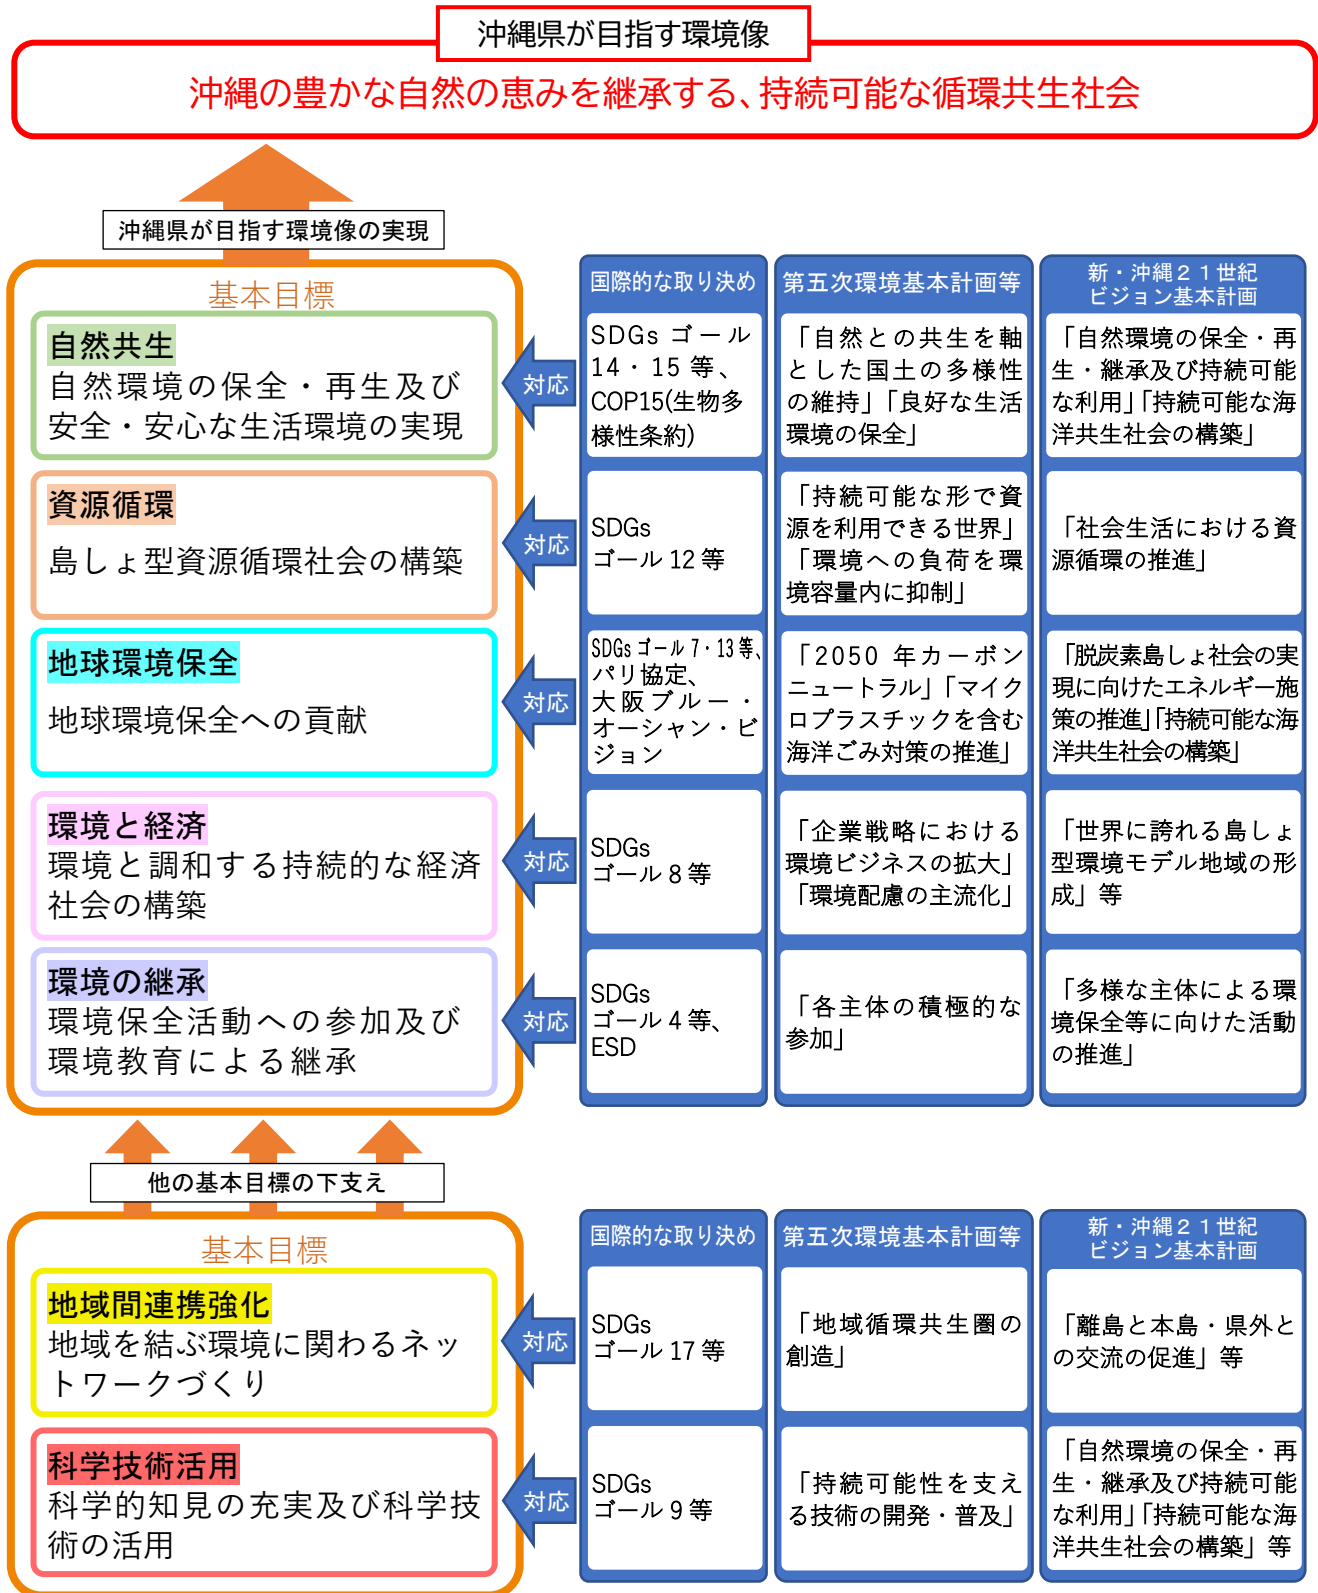 沖縄県が目指す環境像
沖縄の豊かな自然の恵みを継承する、持続可能な循環共生社会
沖縄県が目指す環境像の実現
基本目標
国際的な取り決め
第五次環境基本計画等
新・沖縄２１世紀
ビジョン基本計画
自然共生
自然環境の保全・再生及び
安全・安心な生活環境の実現
対応
SDGs ゴール
14・15 等、
COP15(生物多
様性条約)
「自然との共生を軸
とした国土の多様性
の維持」「良好な生活
環境の保全」
「自然環境の保全・再
生・継承及び持続可能
な利用」「持続可能な海
洋共生社会の構築」
資源循環
島しょ型資源循環社会の構築
対応
SDGs
ゴール 12 等
「持続可能な形で資
源を利用できる世界」
「環境への負荷を環
境容量内に抑制」
「社会生活における資
源循環の推進」
地球環境保全
地球環境保全への貢献
対応
SDGs ゴール 7・13 等、
パリ協定、
大阪ブルー・
オーシャン・ビ
ジョン
「2050 年カーボン
ニュートラル」「マイク
ロプラスチックを含む
海洋ごみ対策の推進」
「脱炭素島しょ社会の実
現に向けたエネルギー施
策の推進」「持続可能な海
洋共生社会の構築」
環境と経済
環境と調和する持続的な経済
社会の構築
対応
SDGs
ゴール 8 等
「企業戦略における
環境ビジネスの拡大」
「環境配慮の主流化」
「世界に誇れる島しょ
型環境モデル地域の形
成」等
環境の継承
環境保全活動への参加及び
環境教育による継承
対応
SDGs
ゴール 4 等、
ESD
「各主体の積極的な
参加」
「多様な主体による環
境保全等に向けた活動
の推進」
他の基本目標の下支え
基本目標
国際的な取り決め
第五次環境基本計画等
新・沖縄２１世紀
ビジョン基本計画
地域間連携強化
地域を結ぶ環境に関わるネッ
トワークづくり
対応
SDGs
ゴール 17 等
「地域循環共生圏の
創造」
「離島と本島・県外と
の交流の促進」等
科学技術活用
科学的知見の充実及び科学技
術の活用
対応
SDGs
ゴール 9 等
「持続可能性を支え
る技術の開発・普及」
「自然環境の保全・再
生・継承及び持続可能
な利用」「持続可能な海
洋共生社会の構築」等